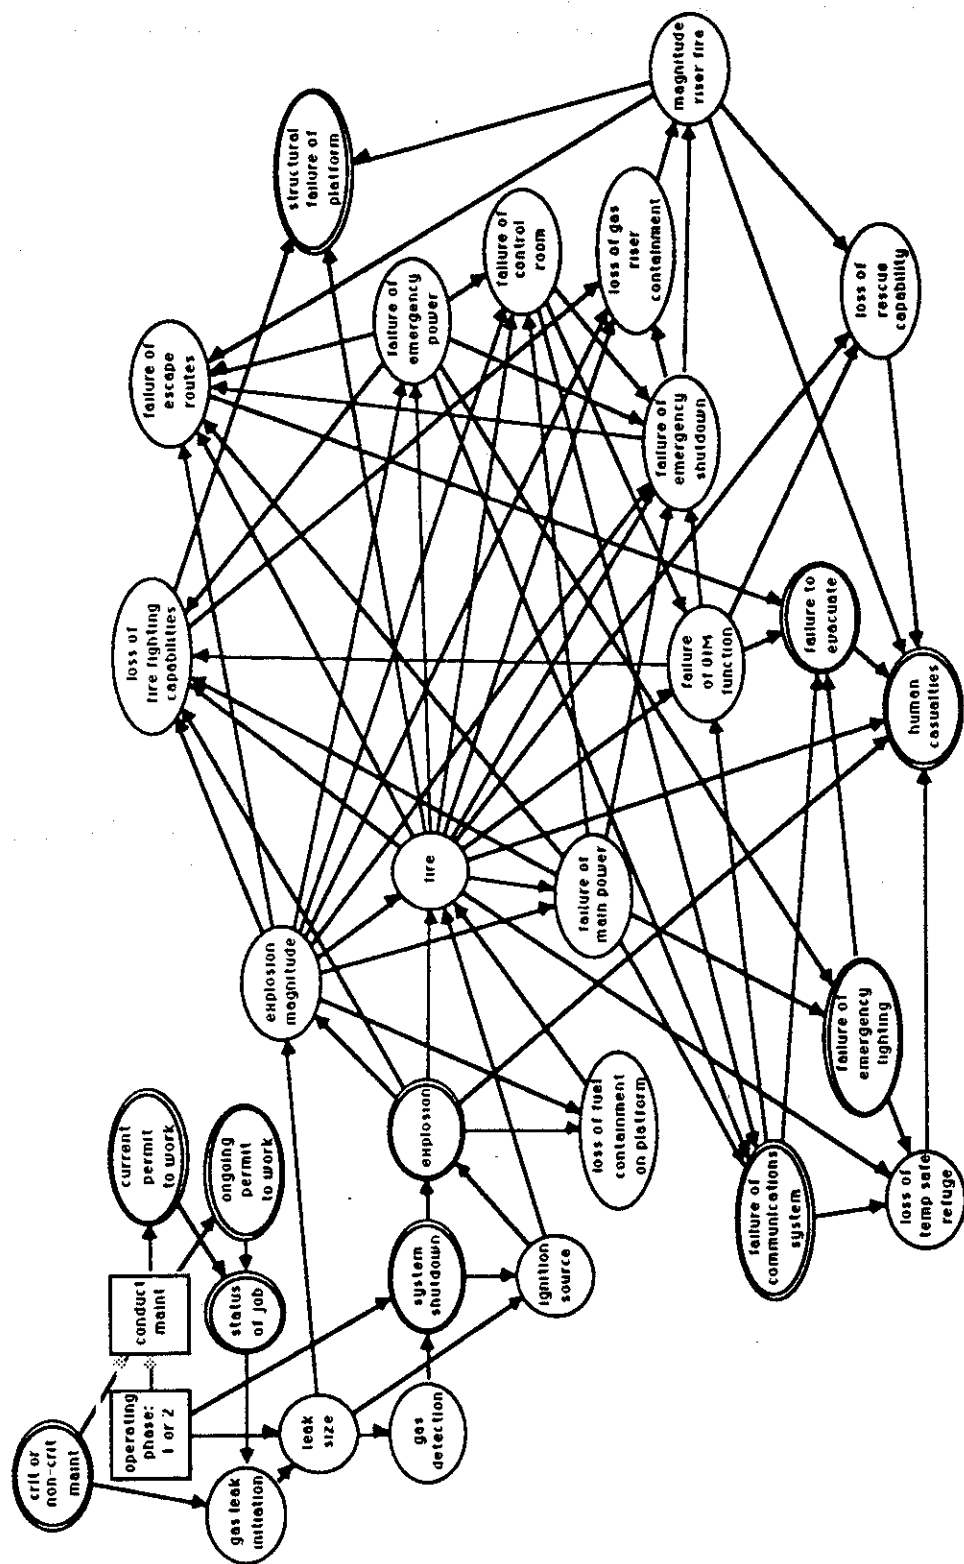 crit or
non-crit
maint
operating
phase:
1 or 2
conduct
maint
current
permit
to work
ongoing
permit
to work
status
of job
gas leak
initiation
leak
size
gas
detection
system
shutdown
ignition
source
explosion
explosion
magnitude
loss of fuel
containment
on platform
fire
failure of
main power
loss of
fire fighting
capabilities
failure of
escape
routes
structural
failure of
platform
failure of
emergency
power
failure of
control
room
loss of gas
riser
containment
magnitude
riser fire
failure of
emergency
shutdown
failure
of OIM
function
loss of
rescue
capability
failure to
evacuate
human
casualties
failure of
emergency
lighting
failure of
communications
system
loss of
temp safe
refuge